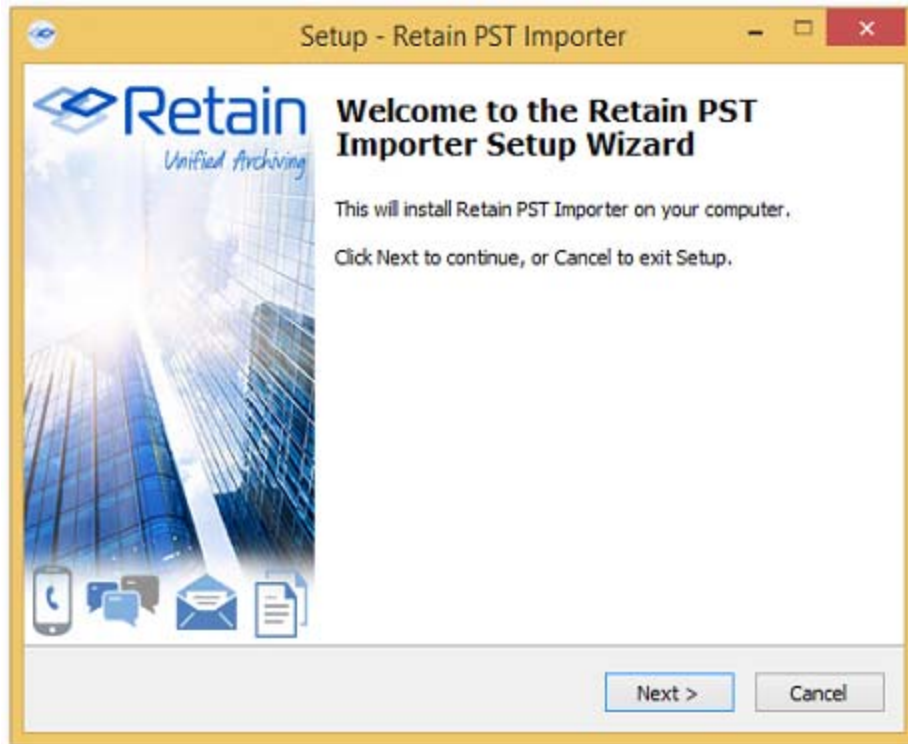 Setup - Retain PST Importer
Retain
Unified Archiving
Welcome to the Retain PST
Importer Setup Wizard
This will install Retain PST Importer on your computer.
Click Next to continue, or Cancel to exit Setup.
Next >
Cancel